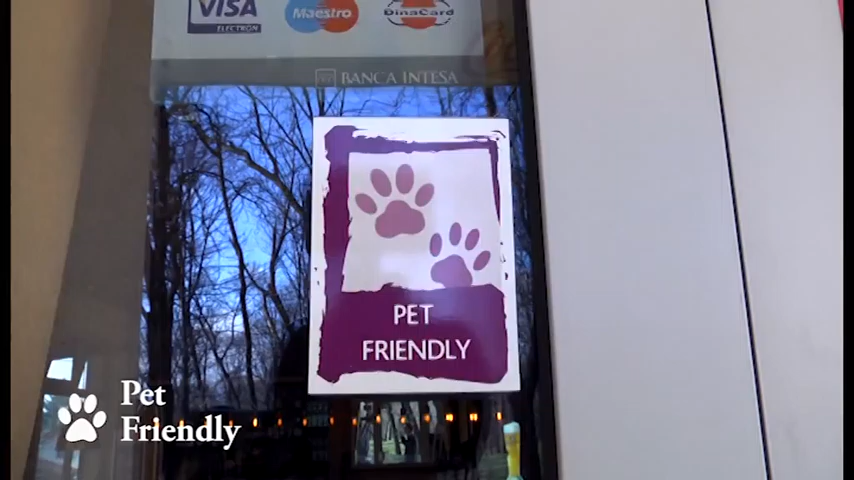 VISA
ELECTRON
Maestro
DinaCard
BANCA INTESA
PET
FRIENDLY
Pet
Friendly